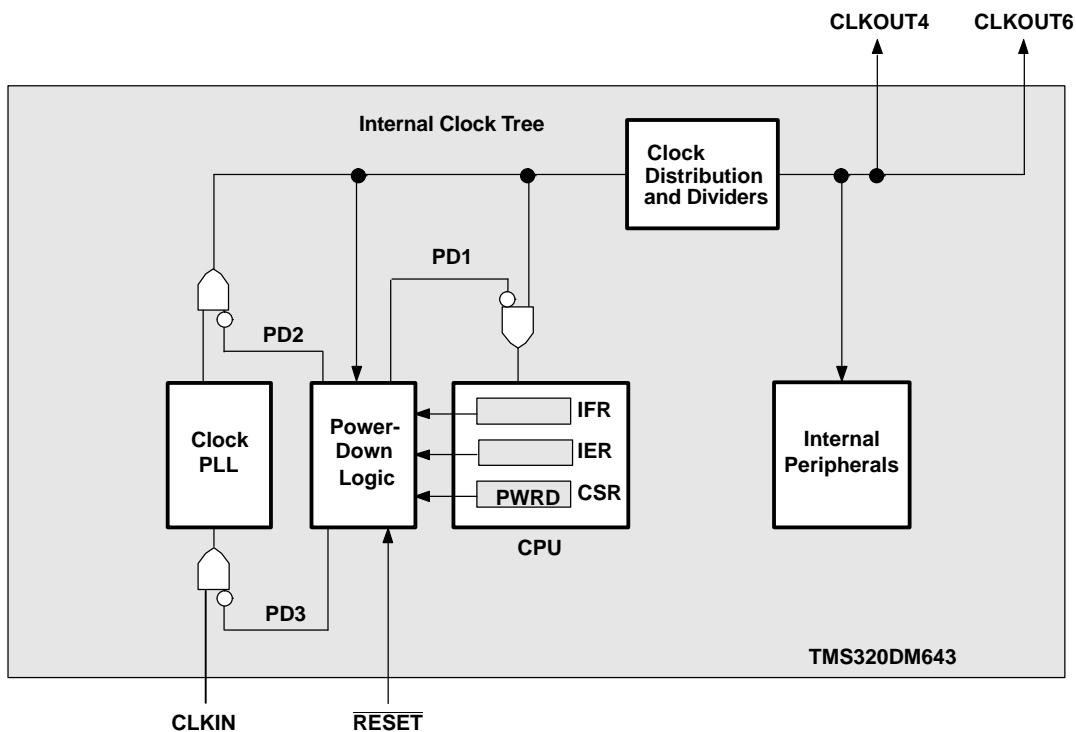 CLKOUT4 CLKOUT6
Internal Clock Tree
Clock
Distribution
and Dividers
PD1
PD2
Clock
PLL
Power-
Down
Logic
IFR
IER
PWRD CSR
CPU
Internal
Peripherals
PD3
TMS320DM643
CLKIN
RESET